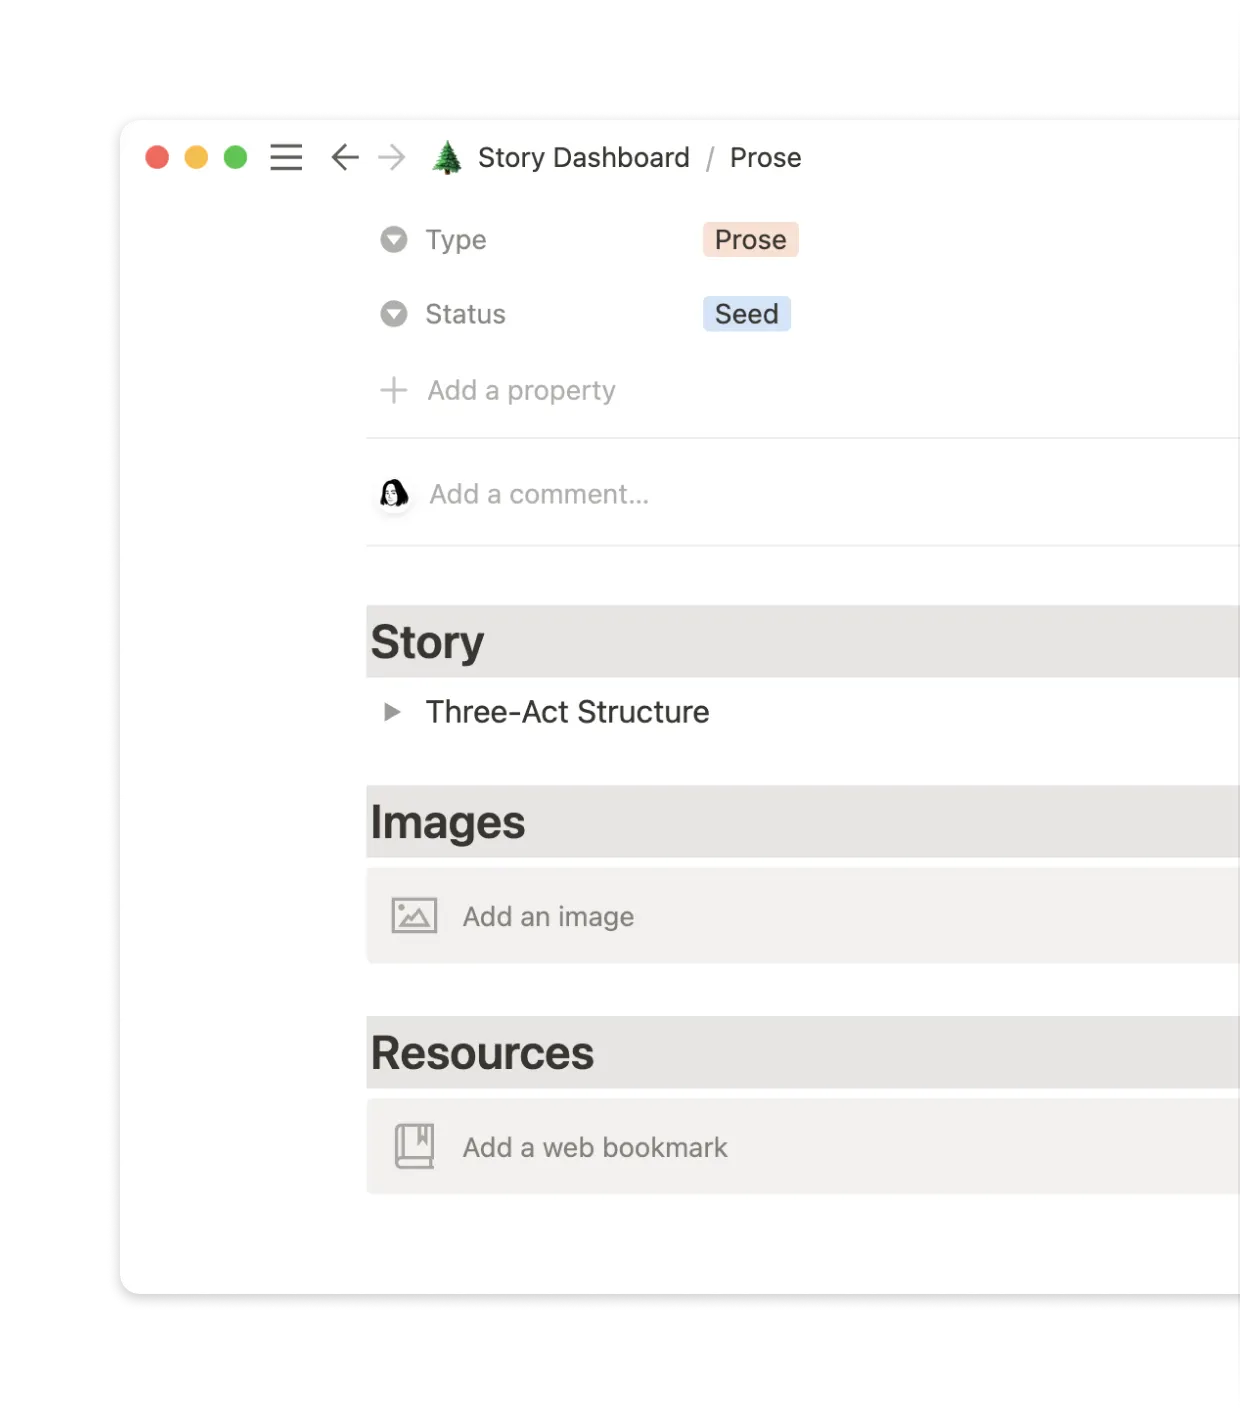 Story Dashboard / Prose
Type Prose
Status Seed
Add a property
Add a comment...
Story
Three-Act Structure
Images
Add an image
Resources
Add a web bookmark